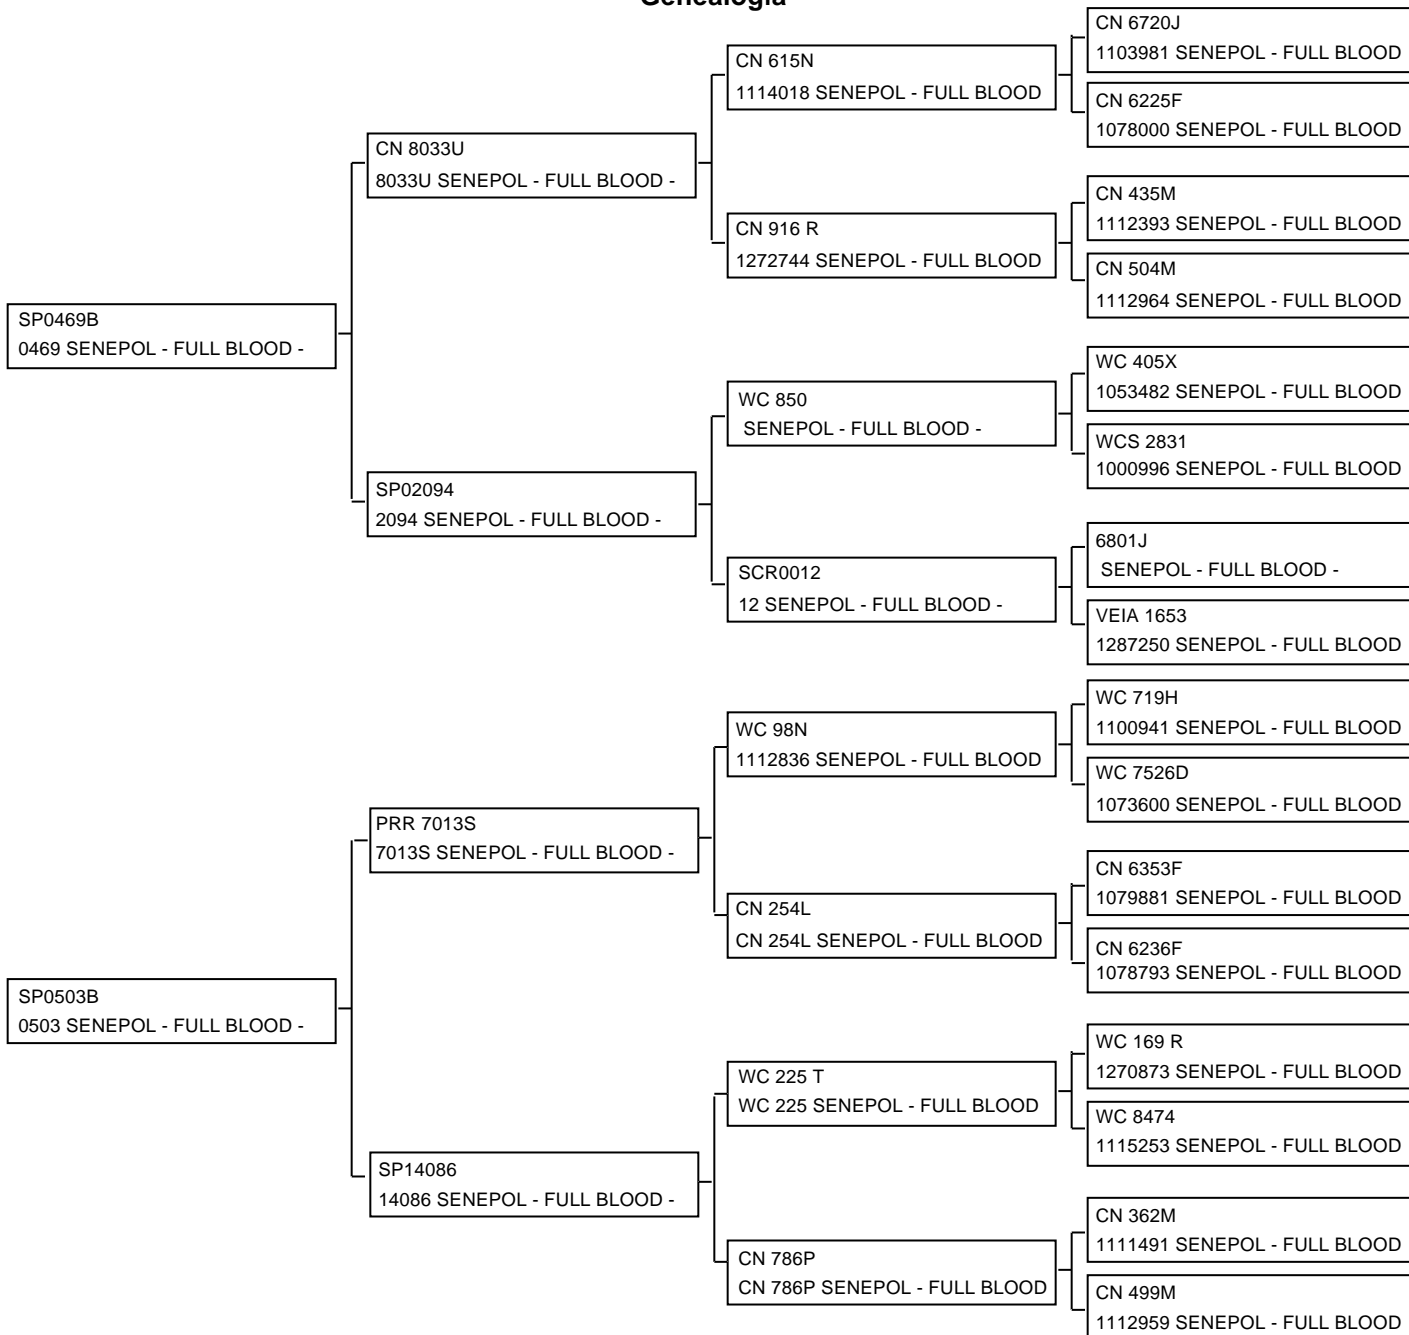 Genealogia
CN 6720J
1103981 SENEPOL - FULL BLOOD
CN 615N
1114018 SENEPOL - FULL BLOOD
CN 6225F
1078000 SENEPOL - FULL BLOOD
CN 8033U
8033U SENEPOL - FULL BLOOD -
CN 435M
1112393 SENEPOL - FULL BLOOD
CN 916 R
1272744 SENEPOL - FULL BLOOD
CN 504M
1112964 SENEPOL - FULL BLOOD
SP0469B
0469 SENEPOL - FULL BLOOD -
WC 405X
1053482 SENEPOL - FULL BLOOD
WC 850
SENEPOL - FULL BLOOD -
WCS 2831
1000996 SENEPOL - FULL BLOOD
SP02094
2094 SENEPOL - FULL BLOOD -
6801J
SENEPOL - FULL BLOOD -
SCR0012
12 SENEPOL - FULL BLOOD -
VEIA 1653
1287250 SENEPOL - FULL BLOOD
WC 719H
1100941 SENEPOL - FULL BLOOD
WC 98N
1112836 SENEPOL - FULL BLOOD
WC 7526D
1073600 SENEPOL - FULL BLOOD
PRR 7013S
7013S SENEPOL - FULL BLOOD -
CN 6353F
1079881 SENEPOL - FULL BLOOD
CN 254L
CN 254L SENEPOL - FULL BLOOD
CN 6236F
1078793 SENEPOL - FULL BLOOD
SP0503B
0503 SENEPOL - FULL BLOOD -
WC 169 R
1270873 SENEPOL - FULL BLOOD
WC 225 T
WC 225 SENEPOL - FULL BLOOD
WC 8474
1115253 SENEPOL - FULL BLOOD
SP14086
14086 SENEPOL - FULL BLOOD -
CN 362M
1111491 SENEPOL - FULL BLOOD
CN 786P
CN 786P SENEPOL - FULL BLOOD
CN 499M
1112959 SENEPOL - FULL BLOOD